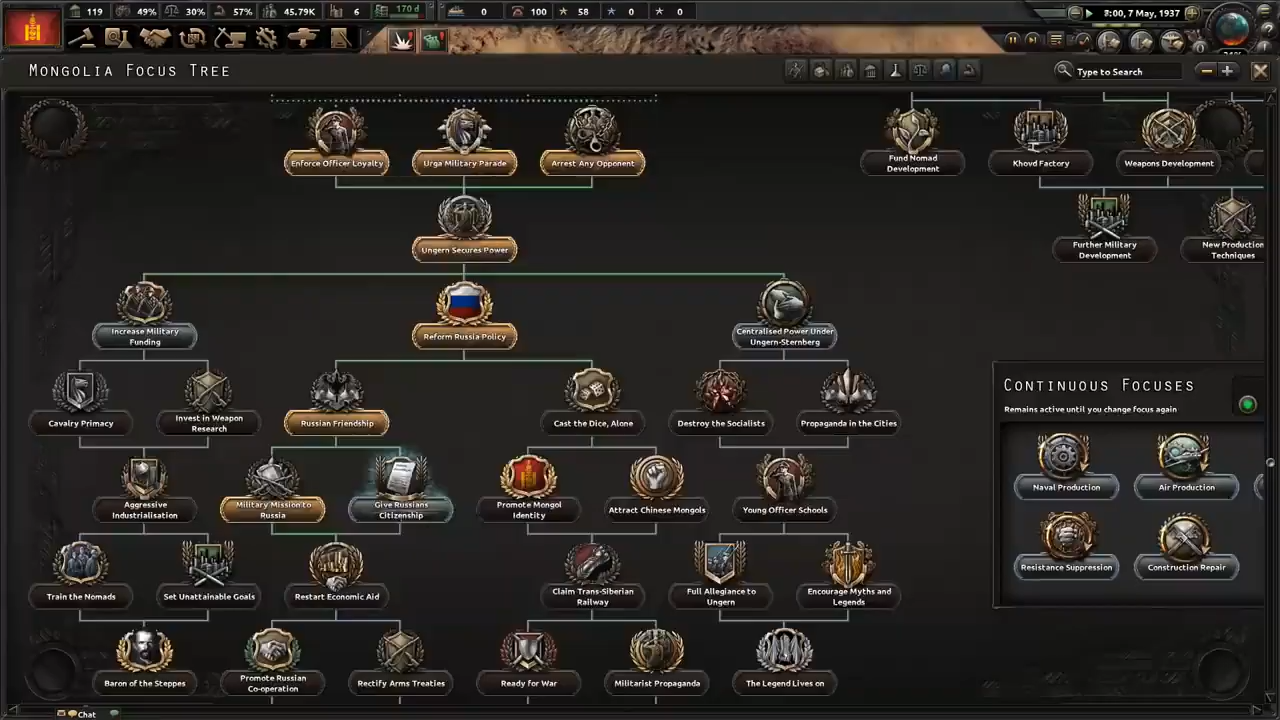 119 49% 30% 57% 45.79K 6 170 d 0 100 58 0 0
8:00, 7 May, 1937
Mongolia Focus Tree
Type to Search
Enforce Officer Loyalty
Urga Military Parade
Arrest Any Opponent
Fund Nomad
Development
Khovd Factory
Weapons Development
Ungern Secures Power
Further Military
Development
New Production
Techniques
Increase Military
Funding
Reform Russia Policy
Centralised Power Under
Ungern-Sternberg
Continuous Focuses
Remains active until you change focus again
Cavalry Primacy
Invest in Weapon
Research
Russian Friendship
Cast the Dice, Alone
Destroy the Socialists
Propaganda in the Cities
Naval Production
Air Production
Aggressive
Industrialisation
Military Mission to
Russia
Give Russians
Citizenship
Promote Mongol
Identity
Attract Chinese Mongols
Young Officer Schools
Resistance Suppression
Construction Repair
Train the Nomads
Set Unattainable Goals
Restart Economic Aid
Claim Trans-Siberian
Railway
Full Allegiance to
Ungern
Encourage Myths and
Legends
Baron of the Steppes
Promote Russian
Co-operation
Rectify Arms Treaties
Ready for War
Militarist Propaganda
The Legend Lives on
Chat